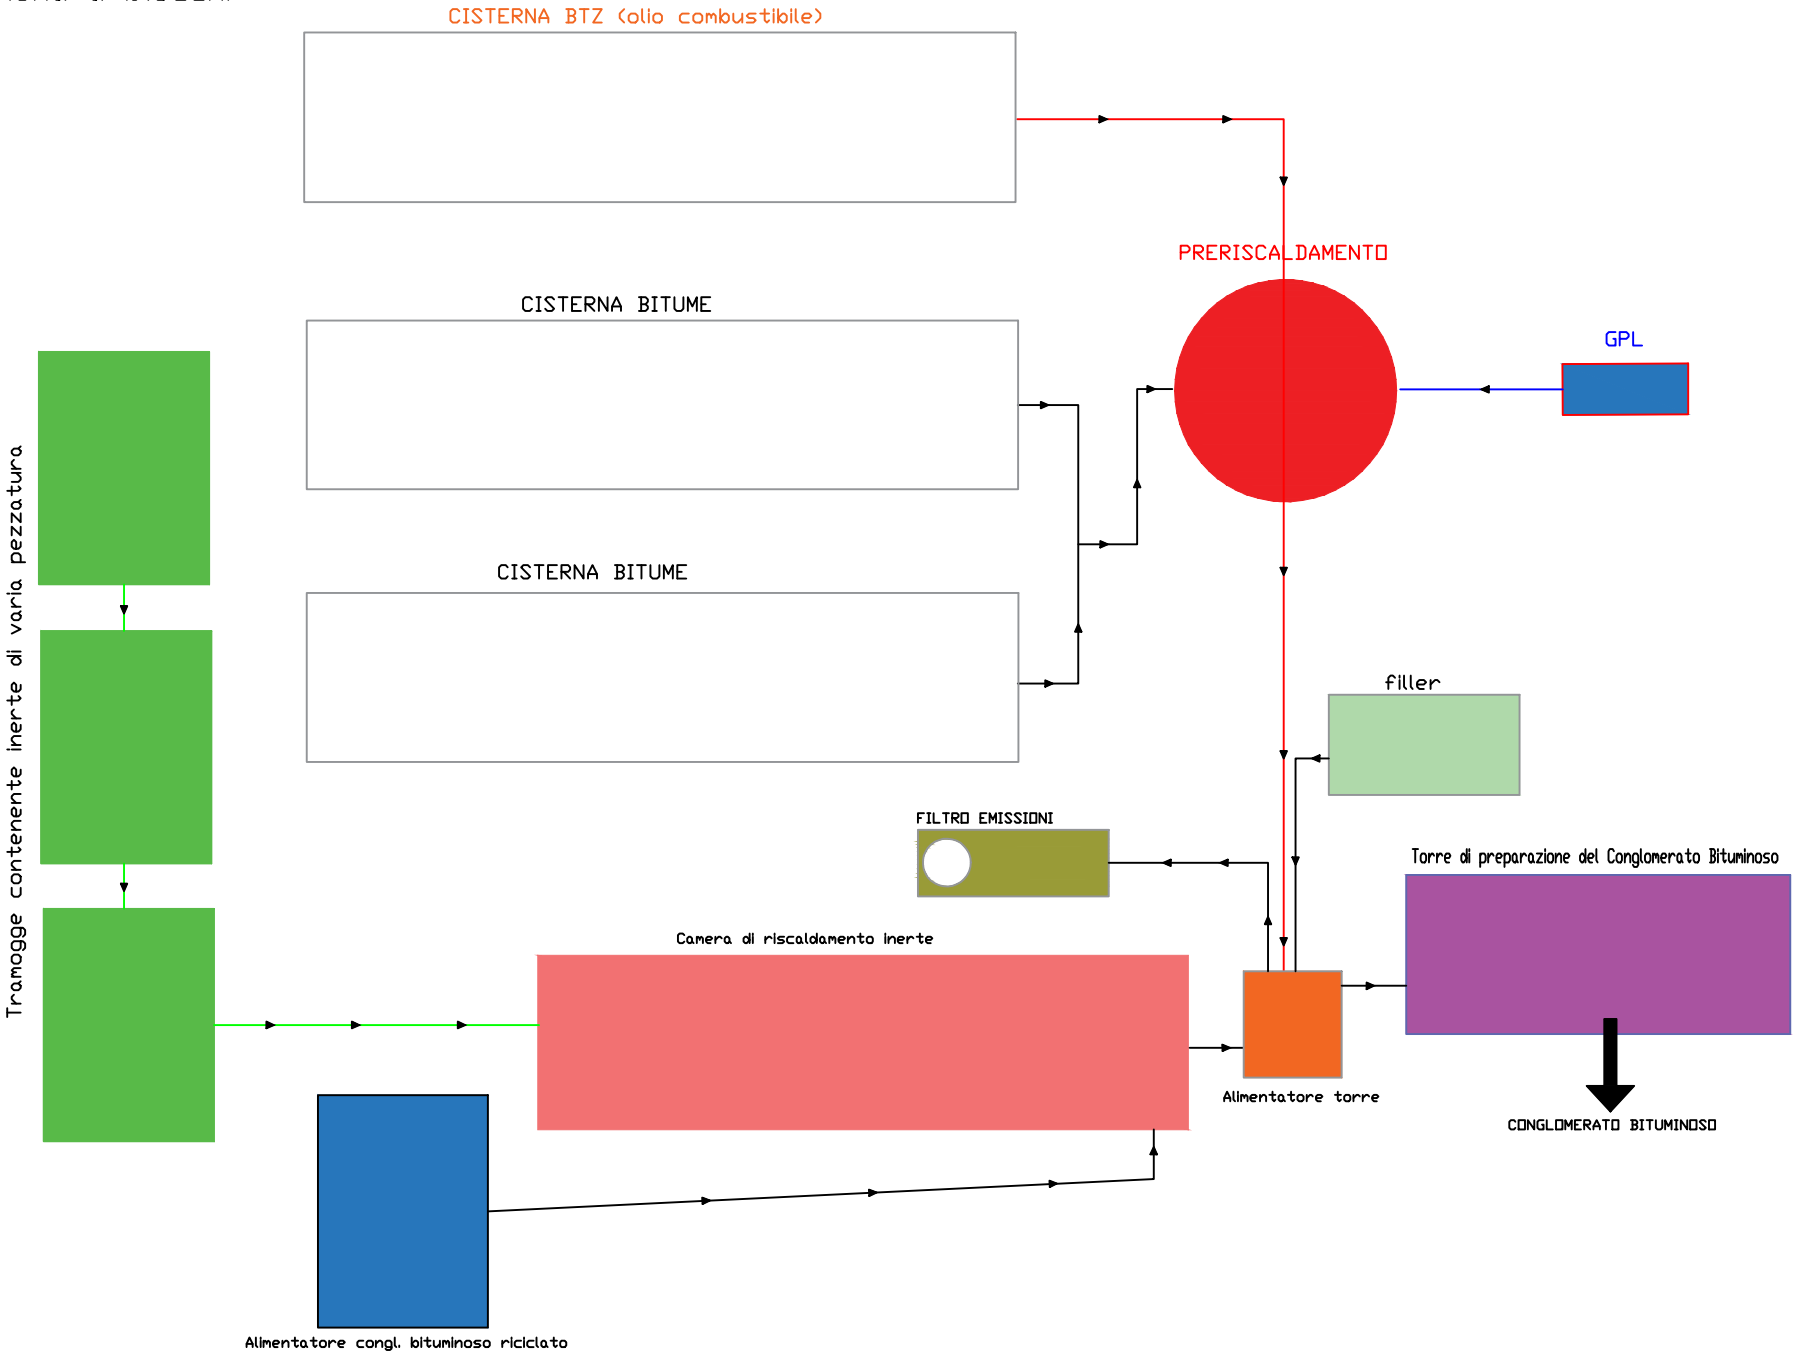 CISTERNA BTZ (olio combustibile)
PRERISCALDAMENTO
CISTERNA BITUME
GPL
Tramogge contenente inerte di varia pezzatura
CISTERNA BITUME
filler
FILTRO EMISSIONI
Torre di preparazione del Conglomerato Bituminoso
Camera di riscaldamento inerte
Alimentatore torre
CONGLOMERATO BITUMINOSO
Alimentatore congl. bituminoso riciclato